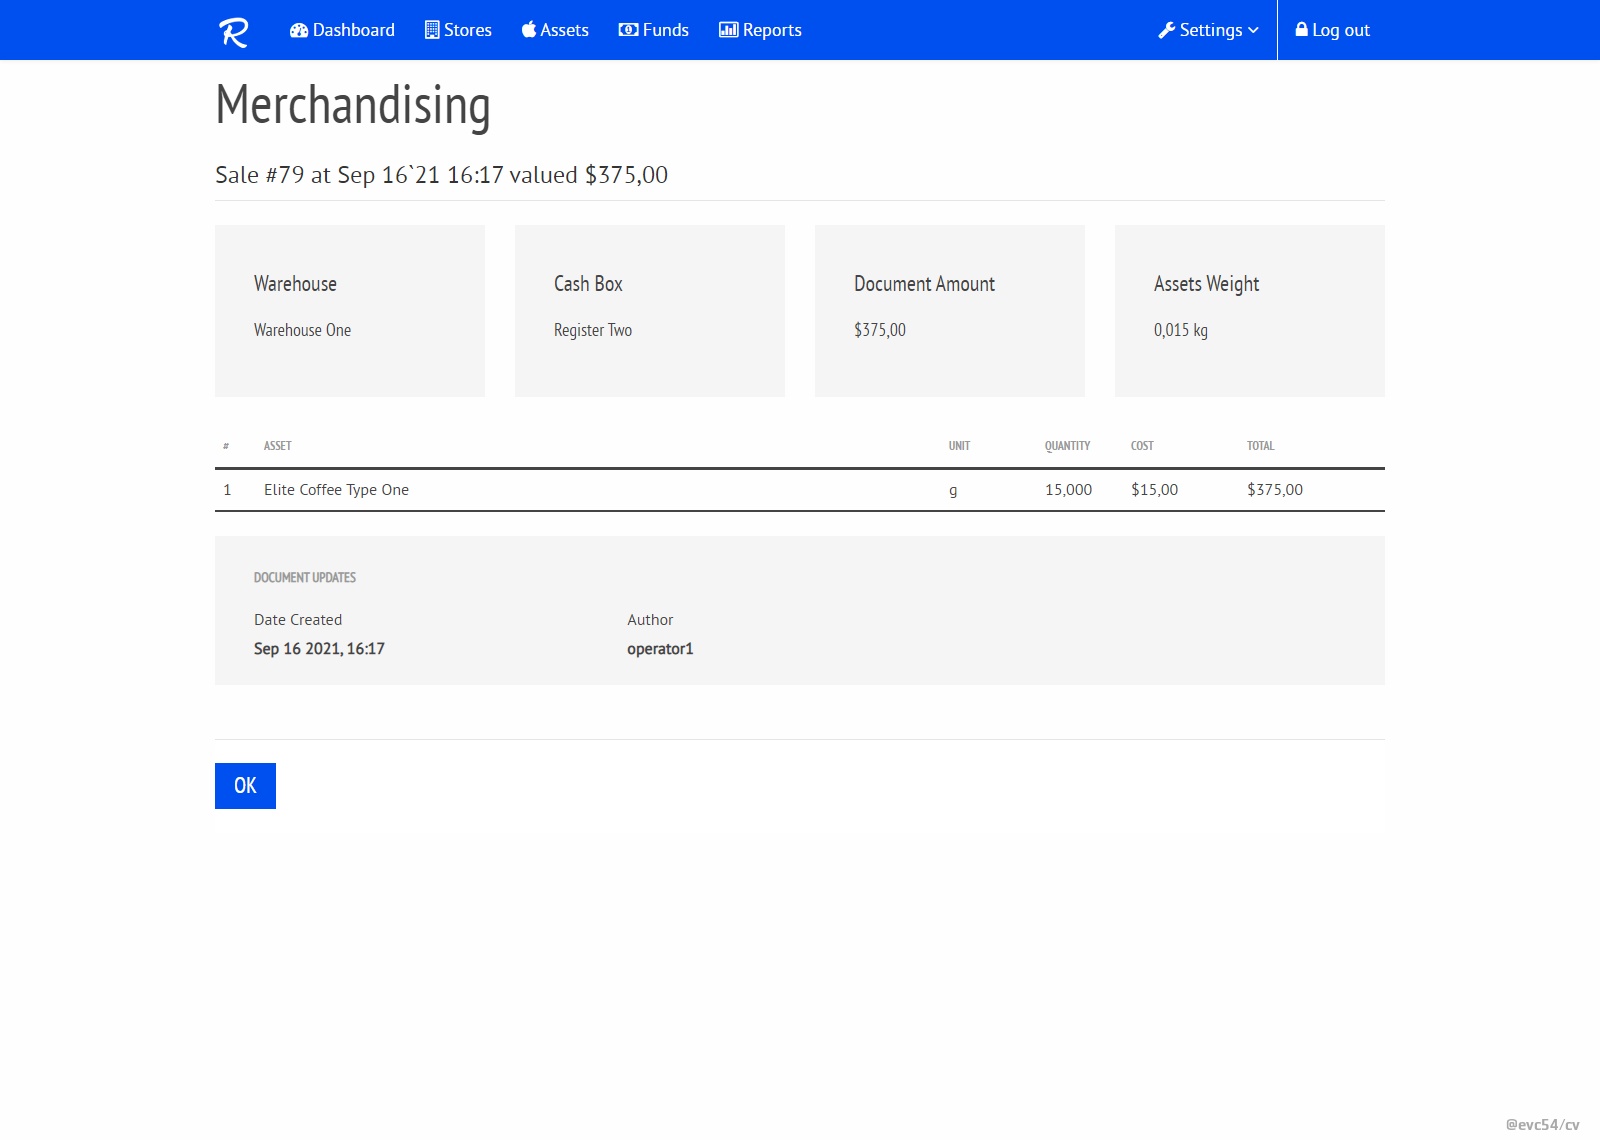 R Dashboard Stores Assets Funds Reports Settings Log out
Merchandising
Sale #79 at Sep 16`21 16:17 valued $375,00
Warehouse
Warehouse One
Cash Box
Register Two
Document Amount
$375,00
Assets Weight
0,015 kg
# ASSET UNIT QUANTITY COST TOTAL
1 Elite Coffee Type One g 15,000 $15,00 $375,00
DOCUMENT UPDATES
Date Created Author
Sep 16 2021, 16:17 operator1
OK
@evc54/cv